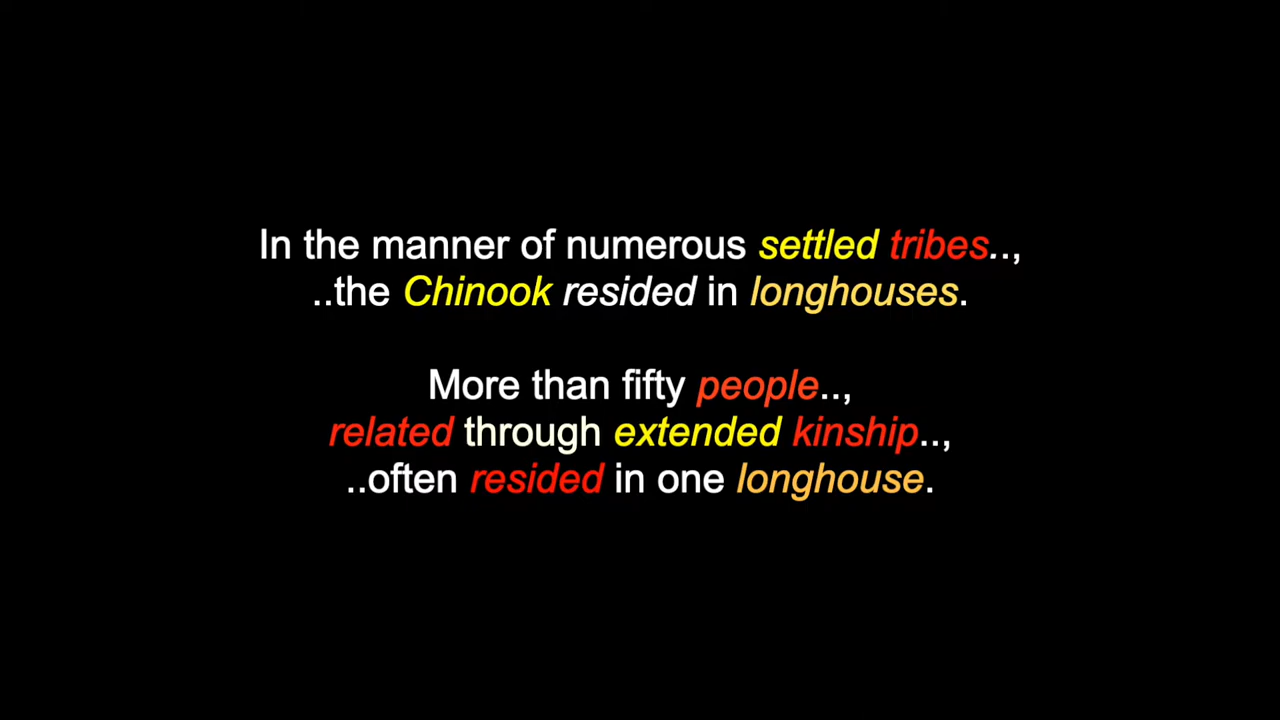 In the manner of numerous settled tribes..,
..the Chinook resided in longhouses.
More than fifty people..,
related through extended kinship..,
..often resided in one longhouse.